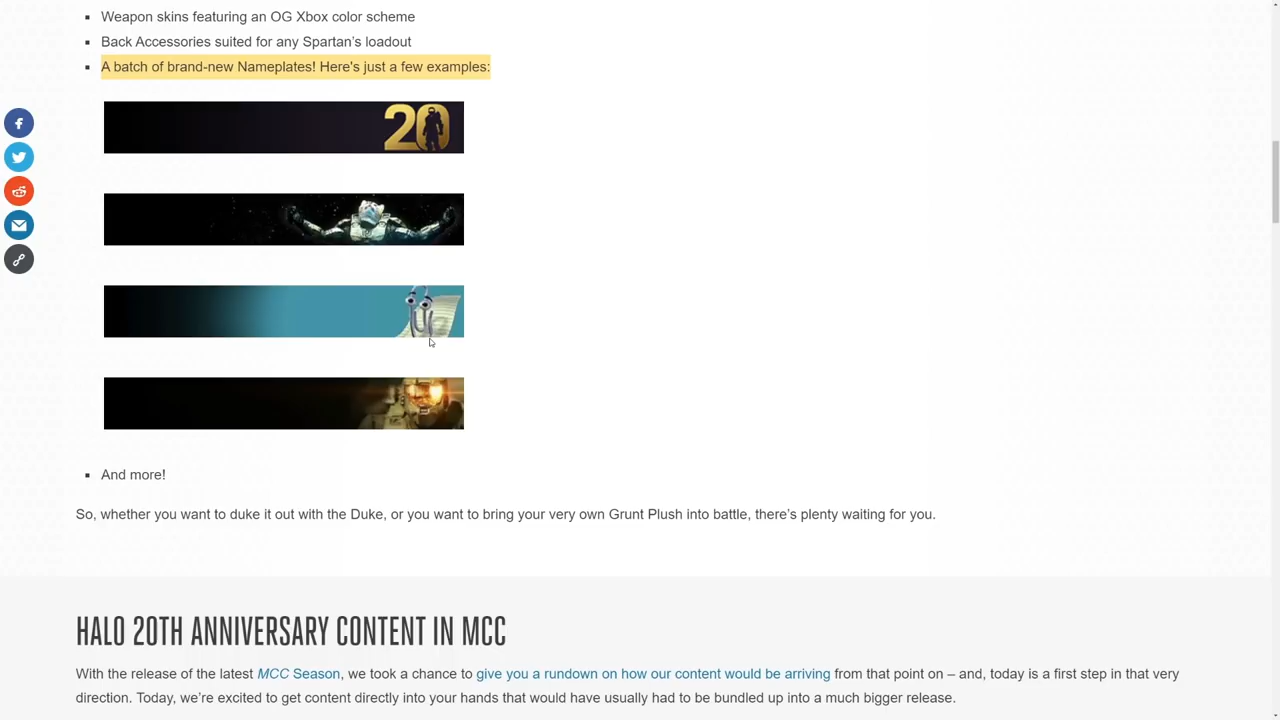 Weapon skins featuring an OG Xbox color scheme
Back Accessories suited for any Spartan’s loadout
A batch of brand-new Nameplates! Here's just a few examples:
20
And more!
So, whether you want to duke it out with the Duke, or you want to bring your very own Grunt Plush into battle, there’s plenty waiting for you.
HALO 20TH ANNIVERSARY CONTENT IN MCC
With the release of the latest MCC Season, we took a chance to give you a rundown on how our content would be arriving from that point on – and, today is a first step in that very
direction. Today, we’re excited to get content directly into your hands that would have usually had to be bundled up into a much bigger release.